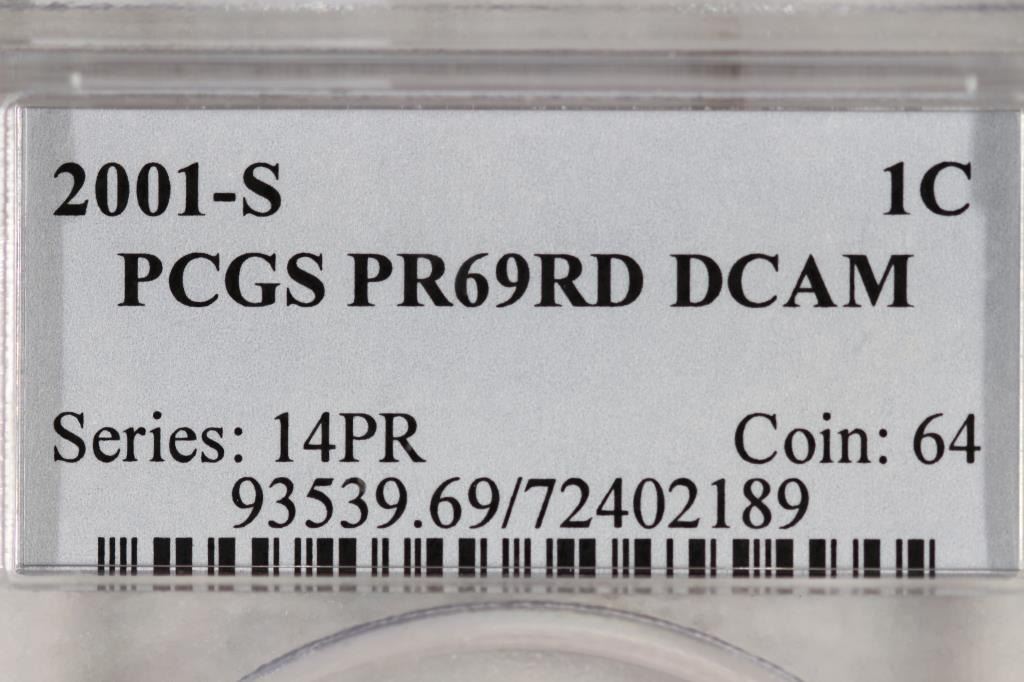 2001-S 1C
PCGS PR69RD DCAM
Series: 14PR Coin: 64
93539.69/72402189